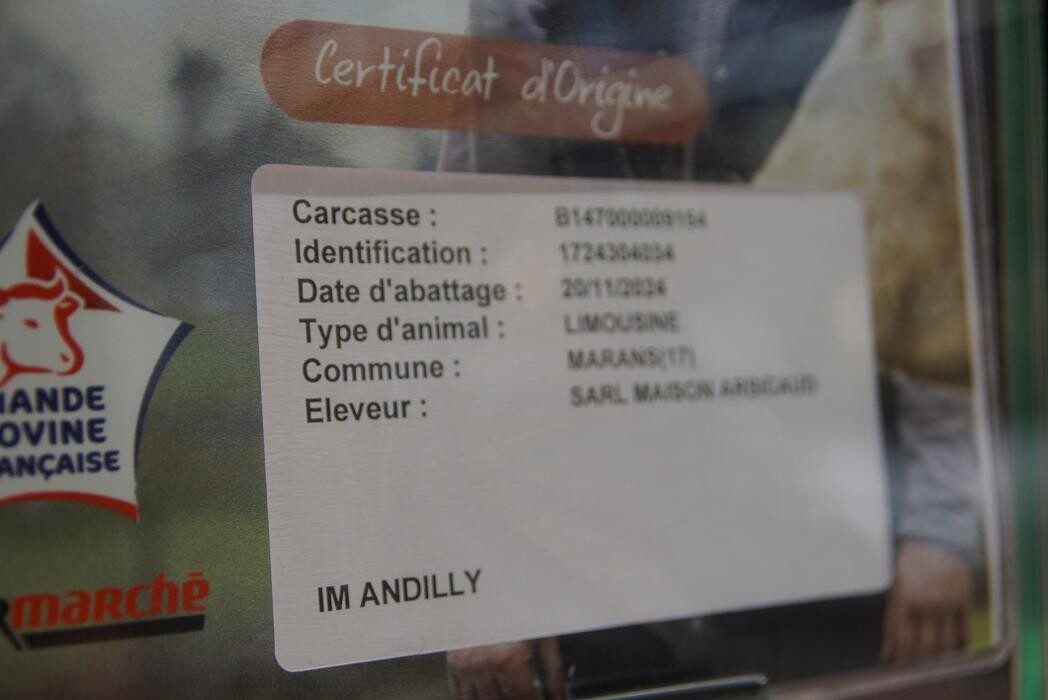 Certificat d'Origine
Carcasse :
Identification : 1724304034
Date d'abattage : 20/11/2024
Type d'animal : LIMOUSINE
Commune : MARANS(17)
Eleveur : SARL MAISON
IANDE
OVINE
ANÇAISE
Rmarché
IM ANDILLY